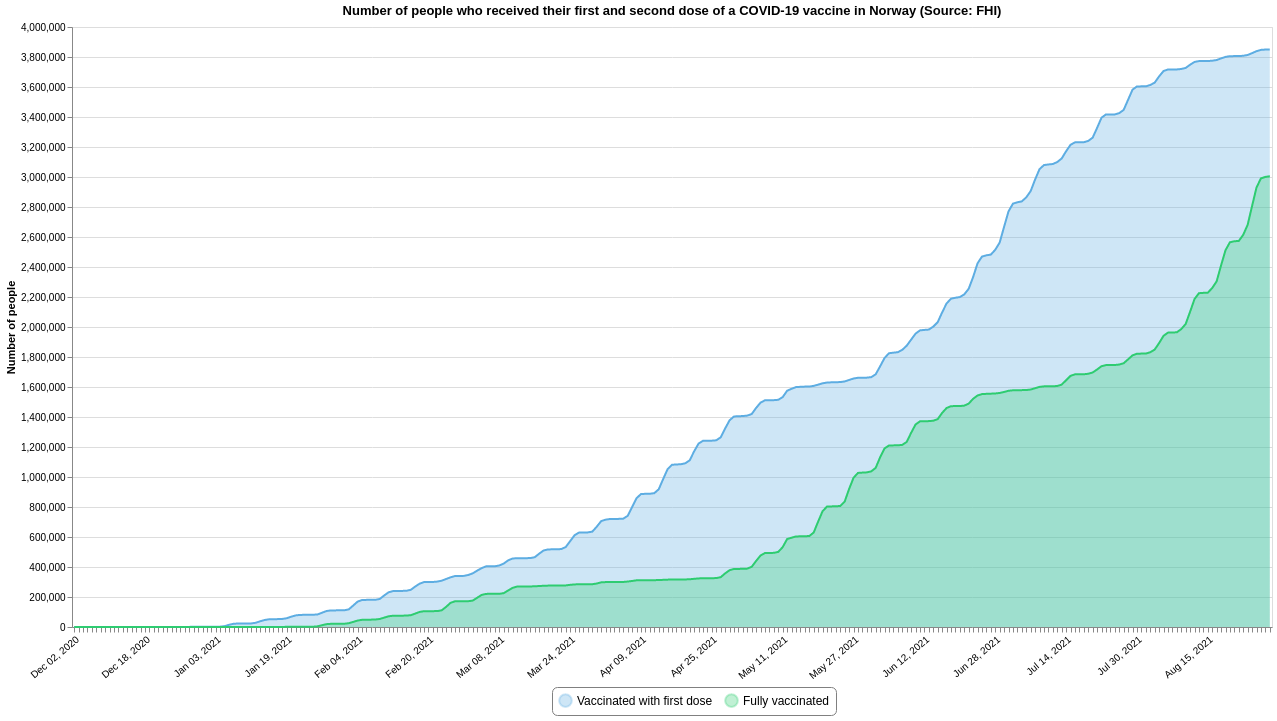 Number of people who received their first and second dose of a COVID-19 vaccine in Norway (Source: FHI)
4,000,000
3,800,000
3,600,000
3,400,000
3,200,000
3,000,000
2,800,000
2,600,000
2,400,000
2,200,000
2,000,000
1,800,000
1,600,000
1,400,000
1,200,000
1,000,000
800,000
600,000
400,000
200,000
0
Number of people
Dec 02, 2020
Dec 18, 2020
Jan 03, 2021
Jan 19, 2021
Feb 04, 2021
Feb 20, 2021
Mar 08, 2021
Mar 24, 2021
Apr 09, 2021
Apr 25, 2021
May 11, 2021
May 27, 2021
Jun 12, 2021
Jun 28, 2021
Jul 14, 2021
Jul 30, 2021
Aug 15, 2021
Vaccinated with first dose
Fully vaccinated